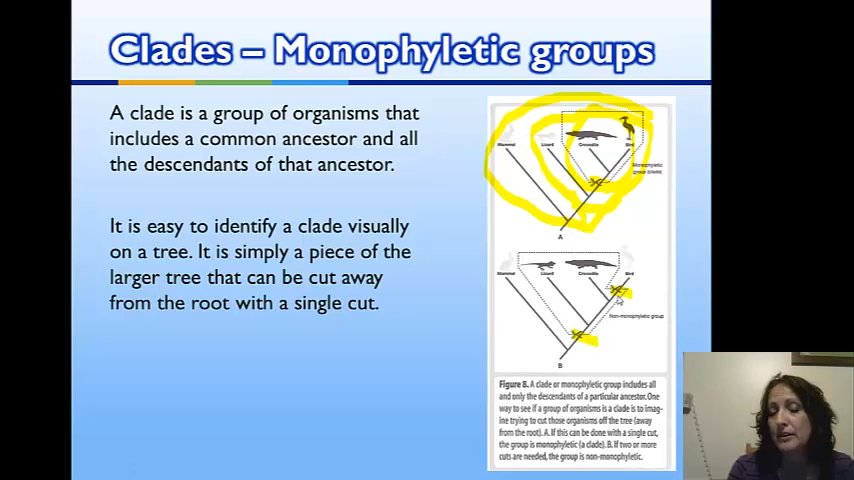 Clades – Monophyletic groups
A clade is a group of organisms that
includes a common ancestor and all
the descendants of that ancestor.
It is easy to identify a clade visually
on a tree. It is simply a piece of the
larger tree that can be cut away
from the root with a single cut.
Mammal Lizard Crocodile Bird
Monophyletic
group (clade)
A
Mammal Lizard Crocodile Bird
Non-monophyletic group
B
Figure 8. A clade or monophyletic group includes all
and only the descendants of a particular ancestor. One
way to see if a group of organisms is a clade is to imag-
ine trying to cut those organisms off the tree (away
from the root). A. If this can be done with a single cut,
the group is monophyletic (a clade). B. If two or more
cuts are needed, the group is non-monophyletic.